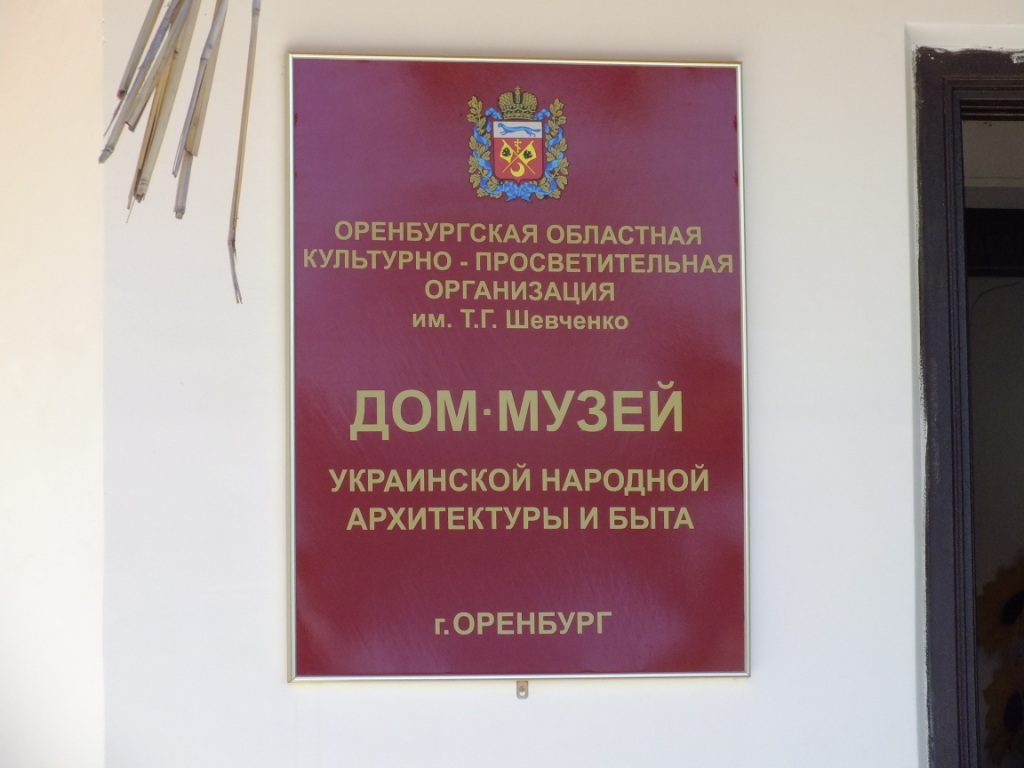 ОРЕНБУРГСКАЯ ОБЛАСТНАЯ
КУЛЬТУРНО - ПРОСВЕТИТЕЛЬНАЯ
ОРГАНИЗАЦИЯ
им. Т.Г. Шевченко
ДОМ·МУЗЕЙ
УКРАИНСКОЙ НАРОДНОЙ
АРХИТЕКТУРЫ И БЫТА
г. ОРЕНБУРГ